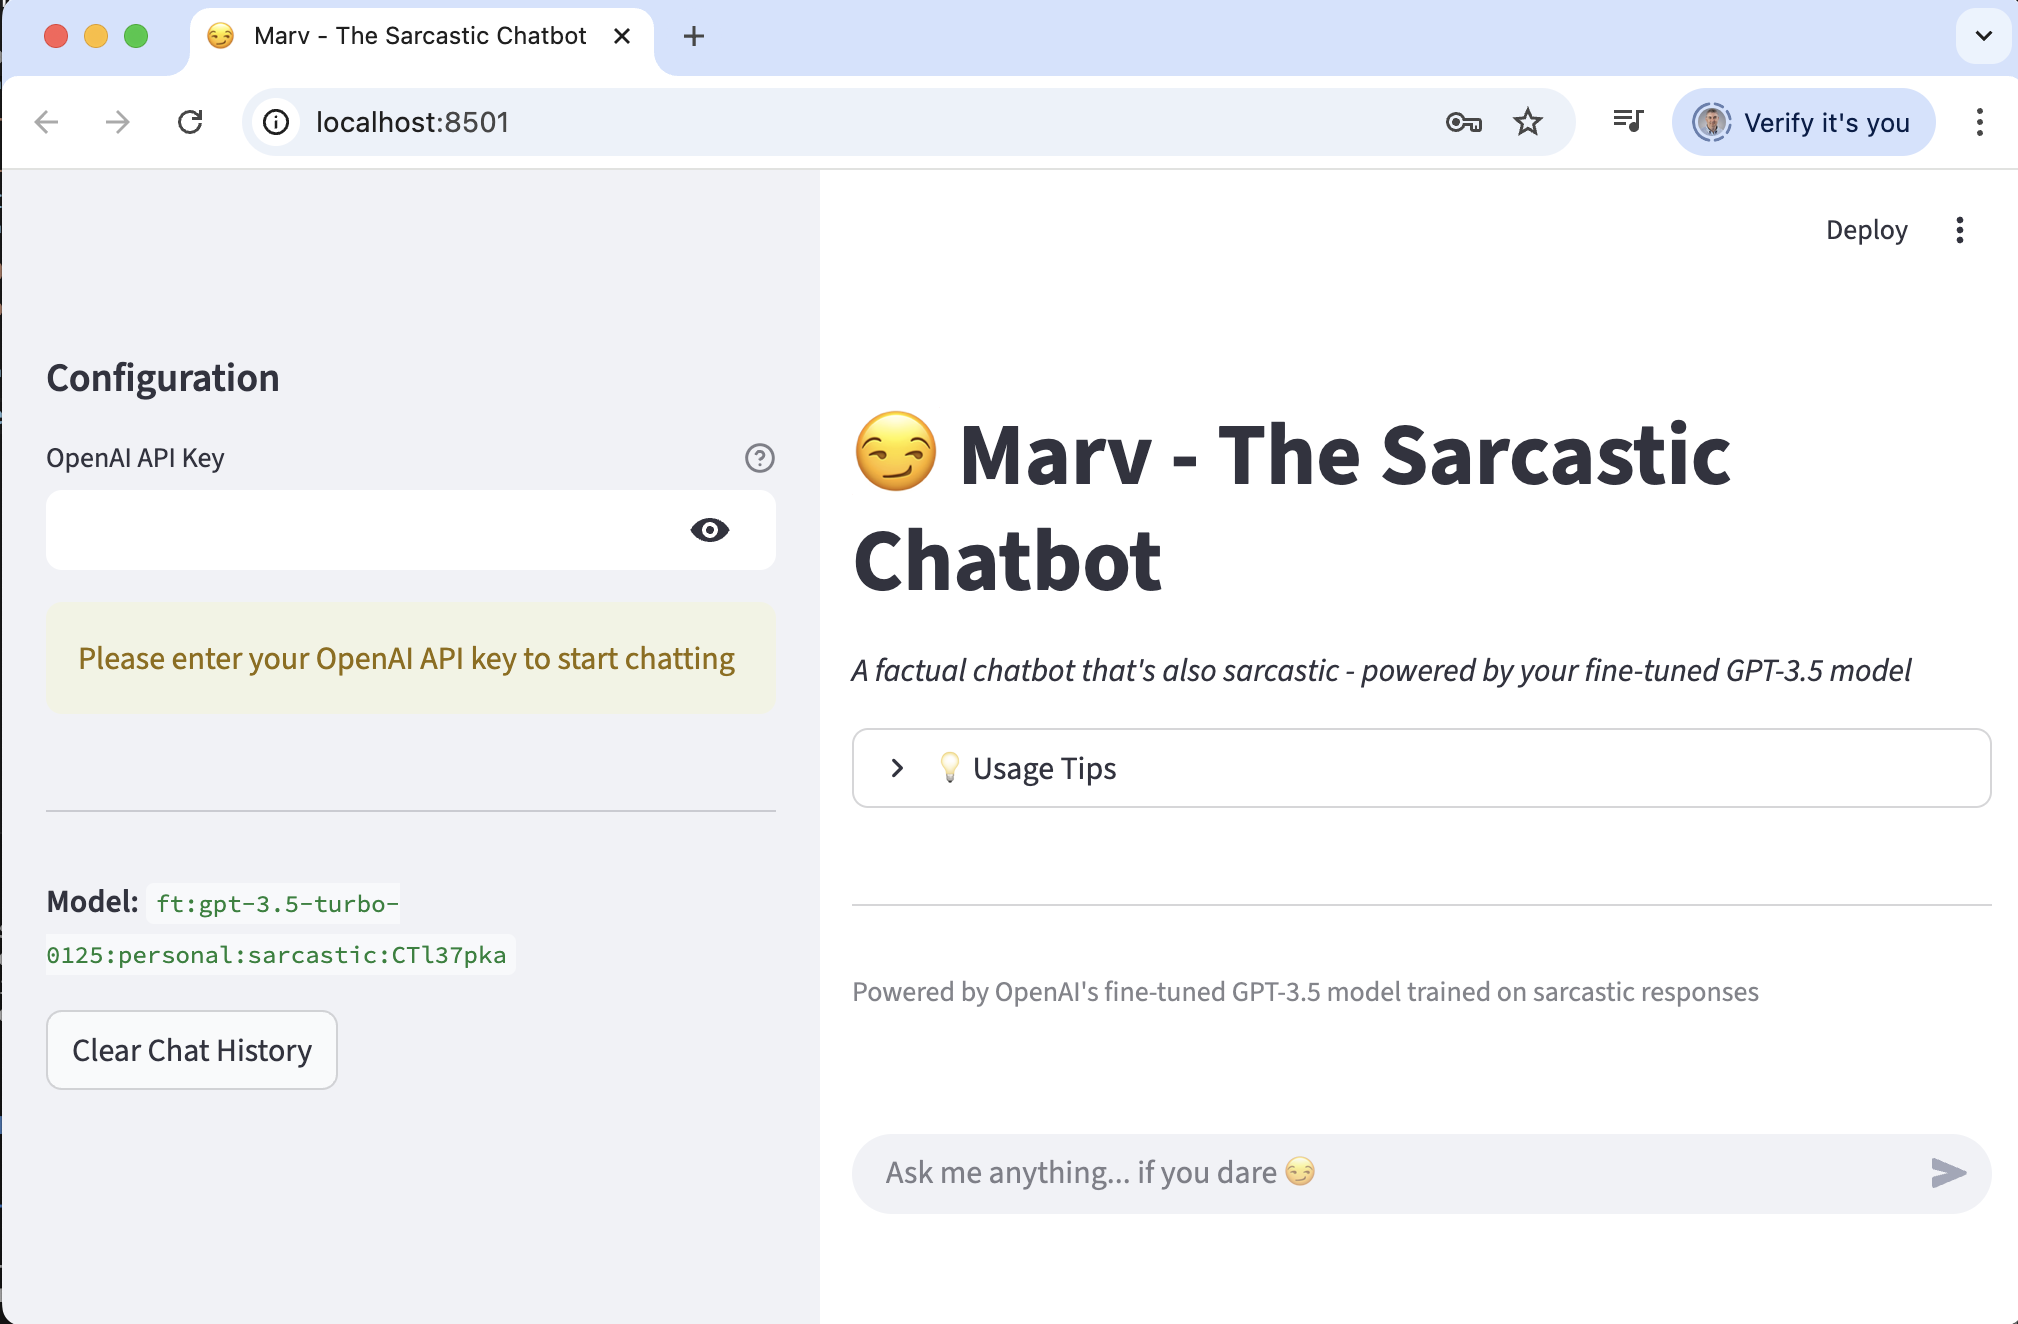 Marv - The Sarcastic Chatbot
localhost:8501
Verify it's you
Deploy
Configuration
OpenAI API Key
Please enter your OpenAI API key to start chatting
Model: ft:gpt-3.5-turbo-
0125:personal:sarcastic:CTl37pka
Clear Chat History
😏 Marv - The Sarcastic
Chatbot
A factual chatbot that's also sarcastic - powered by your fine-tuned GPT-3.5 model
💡 Usage Tips
Powered by OpenAI's fine-tuned GPT-3.5 model trained on sarcastic responses
Ask me anything... if you dare 😏